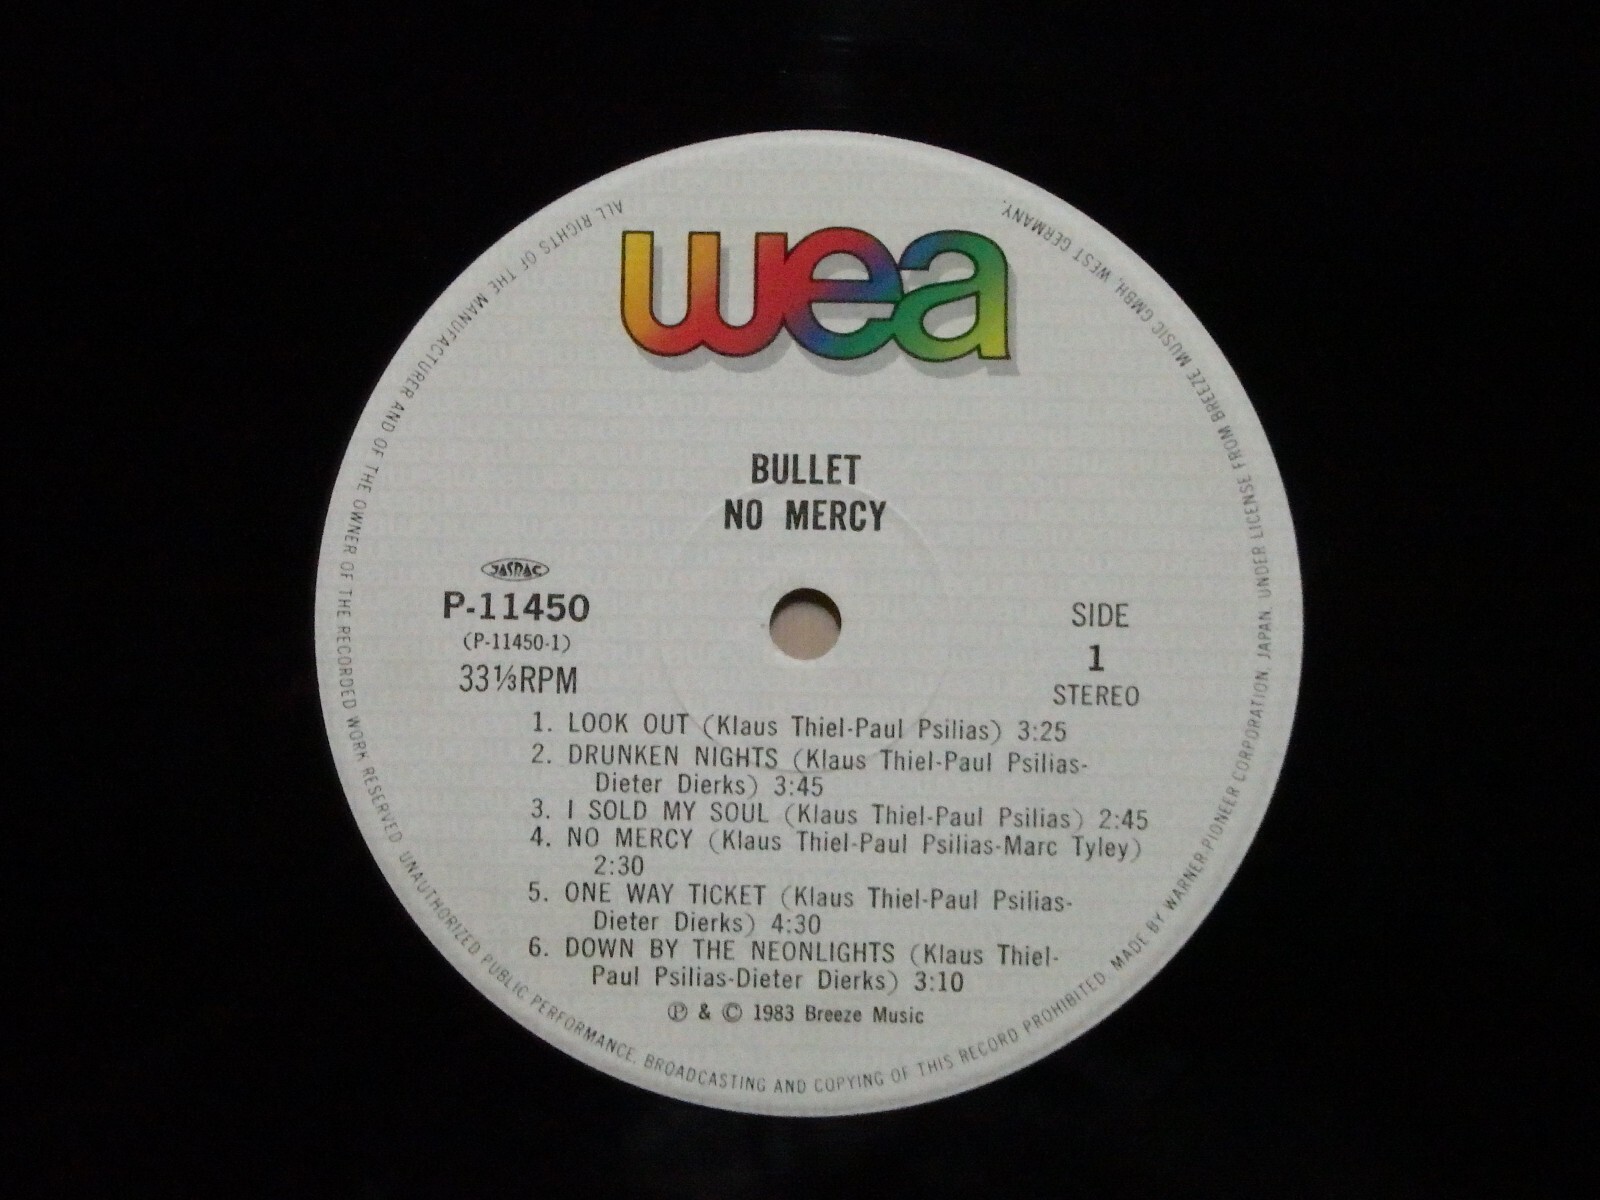 wea
BULLET
NO MERCY
JASRAC
P-11450
(P-11450-1)
33⅓RPM
SIDE
1
STEREO
1. LOOK OUT (Klaus Thiel-Paul Psilias) 3:25
2. DRUNKEN NIGHTS (Klaus Thiel-Paul Psilias-
Dieter Dierks) 3:45
3. I SOLD MY SOUL (Klaus Thiel-Paul Psilias) 2:45
4. NO MERCY (Klaus Thiel-Paul Psilias-Marc Tyley)
2:30
5. ONE WAY TICKET (Klaus Thiel-Paul Psilias-
Dieter Dierks) 4:30
6. DOWN BY THE NEONLIGHTS (Klaus Thiel-
Paul Psilias-Dieter Dierks) 3:10
℗ & © 1983 Breeze Music
ALL RIGHTS OF THE MANUFACTURER AND OF THE OWNER OF THE RECORDED WORK RESERVED UNAUTHORIZED PUBLIC PERFORMANCE. BROADCASTING AND COPYING OF THIS RECORD PROHIBITED. MADE BY WARNER-PIONEER CORPORATION, JAPAN. UNDER LICENSE FROM BREEZE MUSIC GMBH, WEST GERMANY.